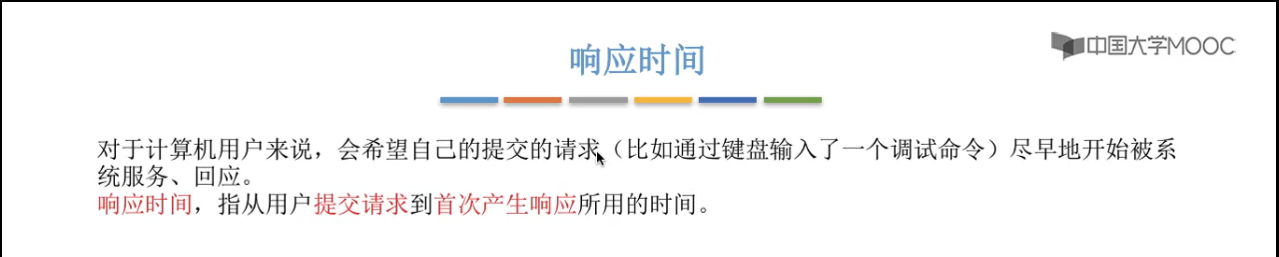 中国大学MOOC
响应时间
对于计算机用户来说，会希望自己的提交的请求（比如通过键盘输入了一个调试命令）尽早地开始被系
统服务、回应。
响应时间，指从用户提交请求到首次产生响应所用的时间。